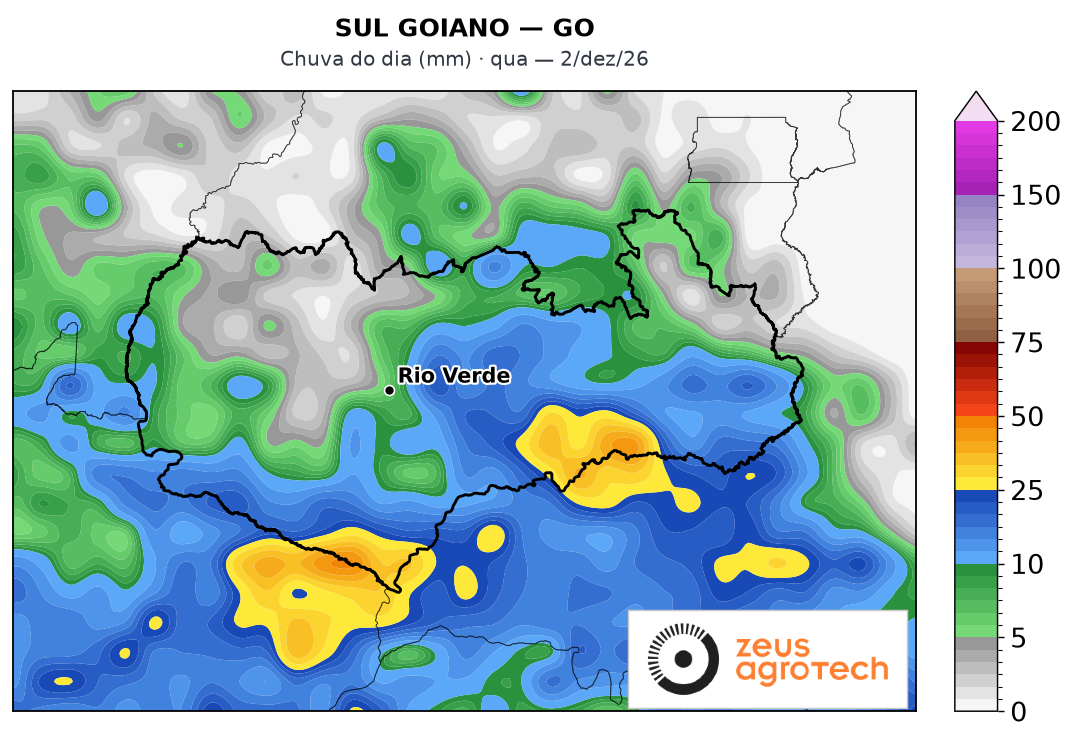 SUL GOIANO — GO
Chuva do dia (mm) · qua — 2/dez/26
200
150
100
75
50
25
10
5
0
Rio Verde
zeus
agrotech